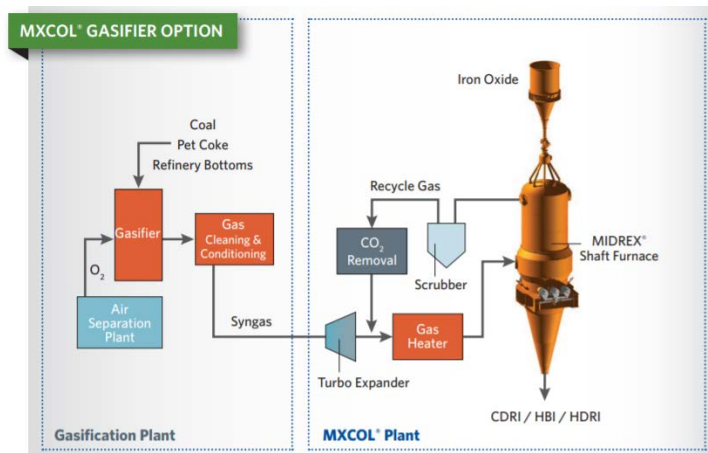 MXCOL® GASIFIER OPTION
Iron Oxide
Coal
Pet Coke
Refinery Bottoms
Recycle Gas
Gasifier
Gas
Cleaning &
Conditioning
CO₂
Removal
MIDREX®
Shaft Furnace
O₂
Scrubber
Air
Separation
Plant
Syngas
Gas
Heater
Turbo Expander
CDRI / HBI / HDRI
Gasification Plant
MXCOL® Plant